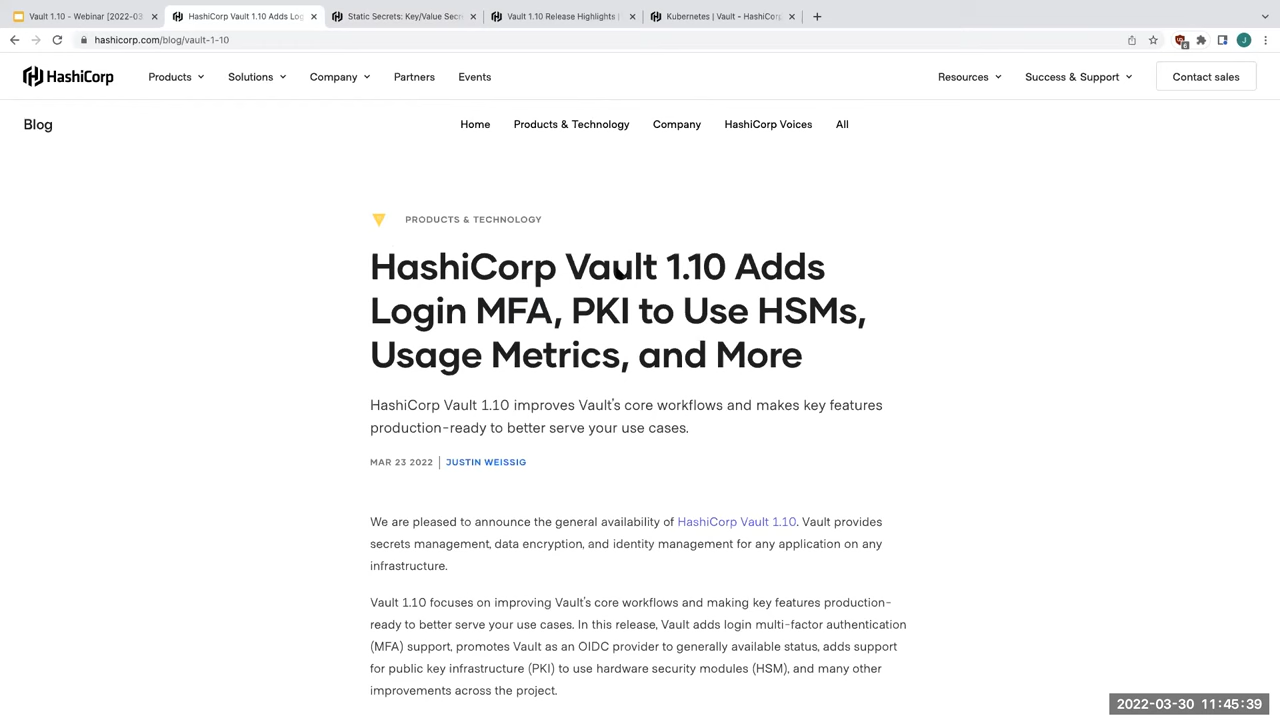 Vault 1.10 - Webinar [2022-03
HashiCorp Vault 1.10 Adds Log
Static Secrets: Key/Value Secr
Vault 1.10 Release Highlights |
Kubernetes | Vault - HashiCorp
hashicorp.com/blog/vault-1-10
6
J
HashiCorp
Products
Solutions
Company
Partners
Events
Resources
Success & Support
Contact sales
Blog
Home
Products & Technology
Company
HashiCorp Voices
All
PRODUCTS & TECHNOLOGY
HashiCorp Vault 1.10 Adds
Login MFA, PKI to Use HSMs,
Usage Metrics, and More
HashiCorp Vault 1.10 improves Vault's core workflows and makes key features
production-ready to better serve your use cases.
MAR 23 2022 | JUSTIN WEISSIG
We are pleased to announce the general availability of HashiCorp Vault 1.10. Vault provides
secrets management, data encryption, and identity management for any application on any
infrastructure.
Vault 1.10 focuses on improving Vault's core workflows and making key features production-
ready to better serve your use cases. In this release, Vault adds login multi-factor authentication
(MFA) support, promotes Vault as an OIDC provider to generally available status, adds support
for public key infrastructure (PKI) to use hardware security modules (HSM), and many other
improvements across the project.
2022-03-30 11:45:39